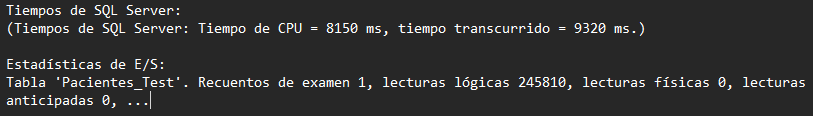 Tiempos de SQL Server:
(Tiempos de SQL Server: Tiempo de CPU = 8150 ms, tiempo transcurrido = 9320 ms.)
Estadísticas de E/S:
Tabla 'Pacientes_Test'. Recuentos de examen 1, lecturas lógicas 245810, lecturas físicas 0, lecturas
anticipadas 0, ...